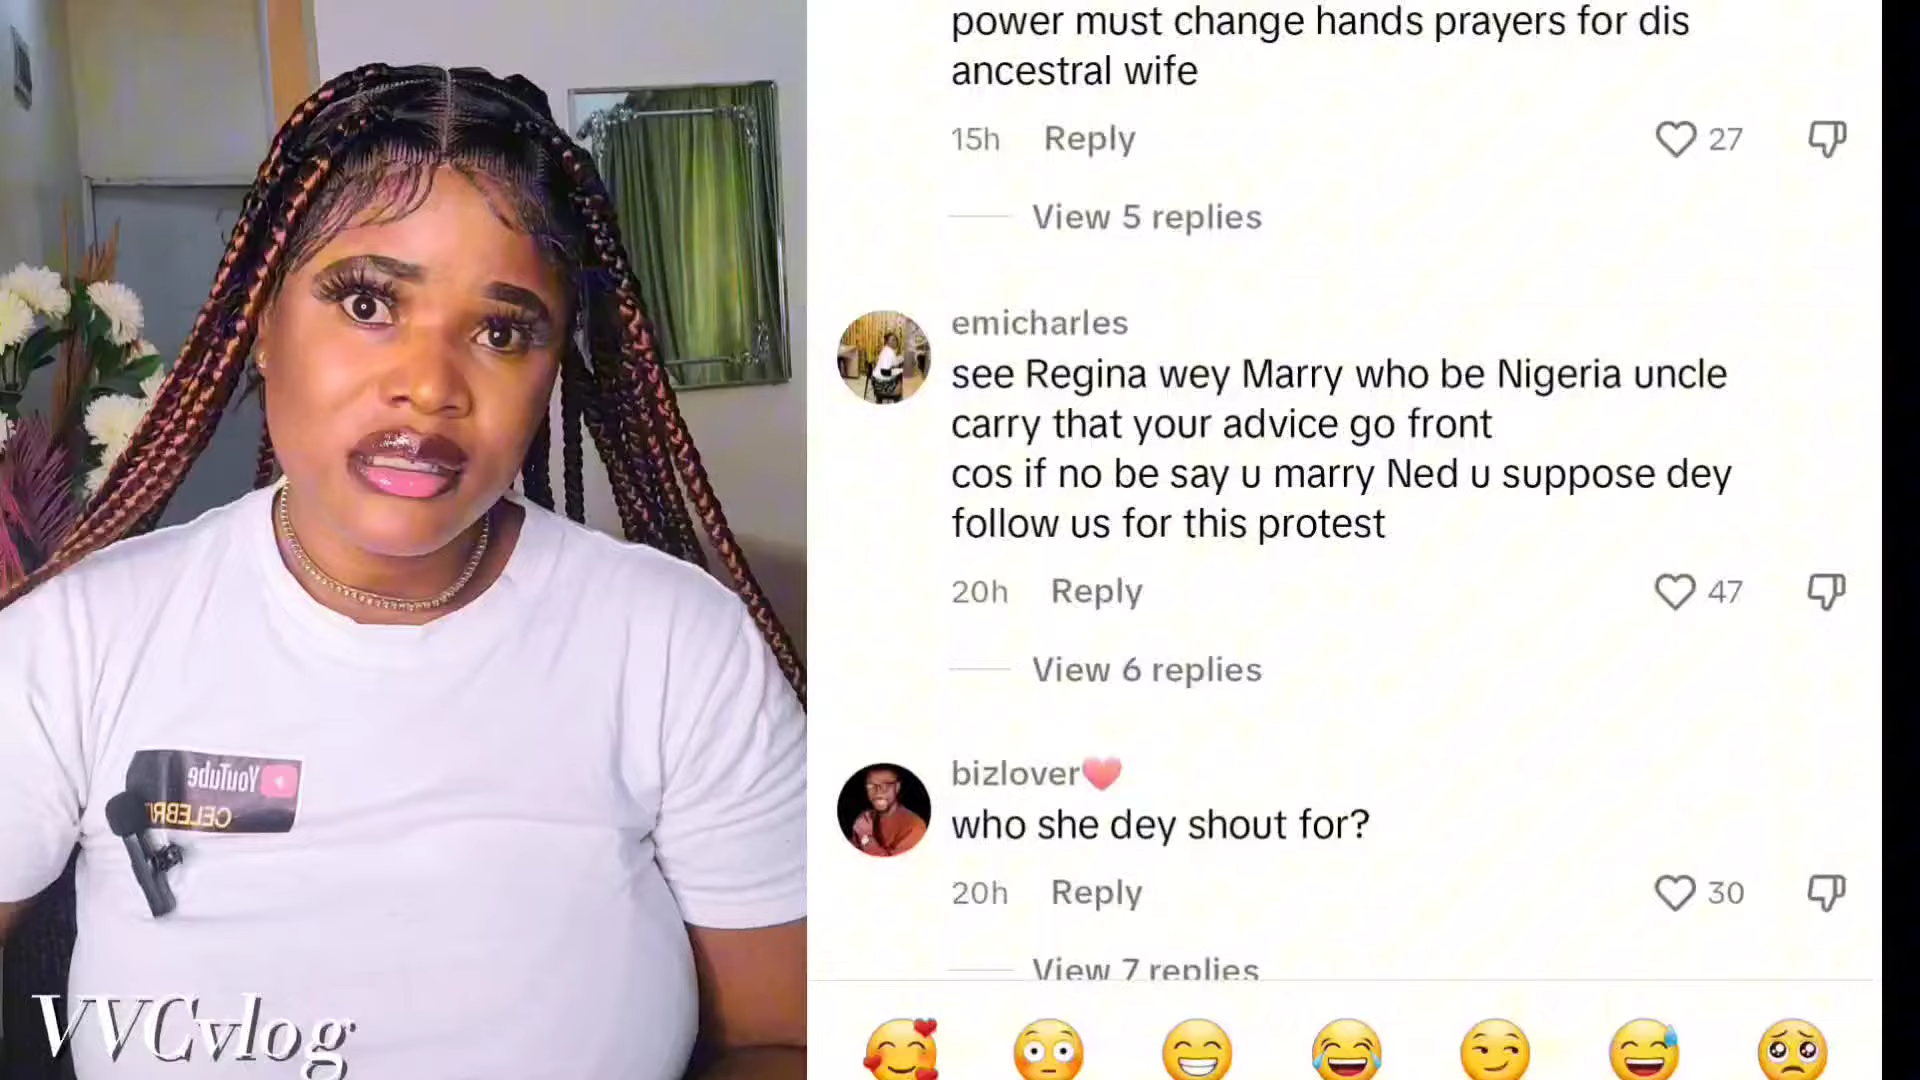 power must change hands prayers for dis
ancestral wife
15h Reply 27
View 5 replies
emicharles
see Regina wey Marry who be Nigeria uncle
carry that your advice go front
cos if no be say u marry Ned u suppose dey
follow us for this protest
20h Reply 47
View 6 replies
bizlover❤️
who she dey shout for?
20h Reply 30
View 7 replies
YouTube
CELEBR
VVCvlog